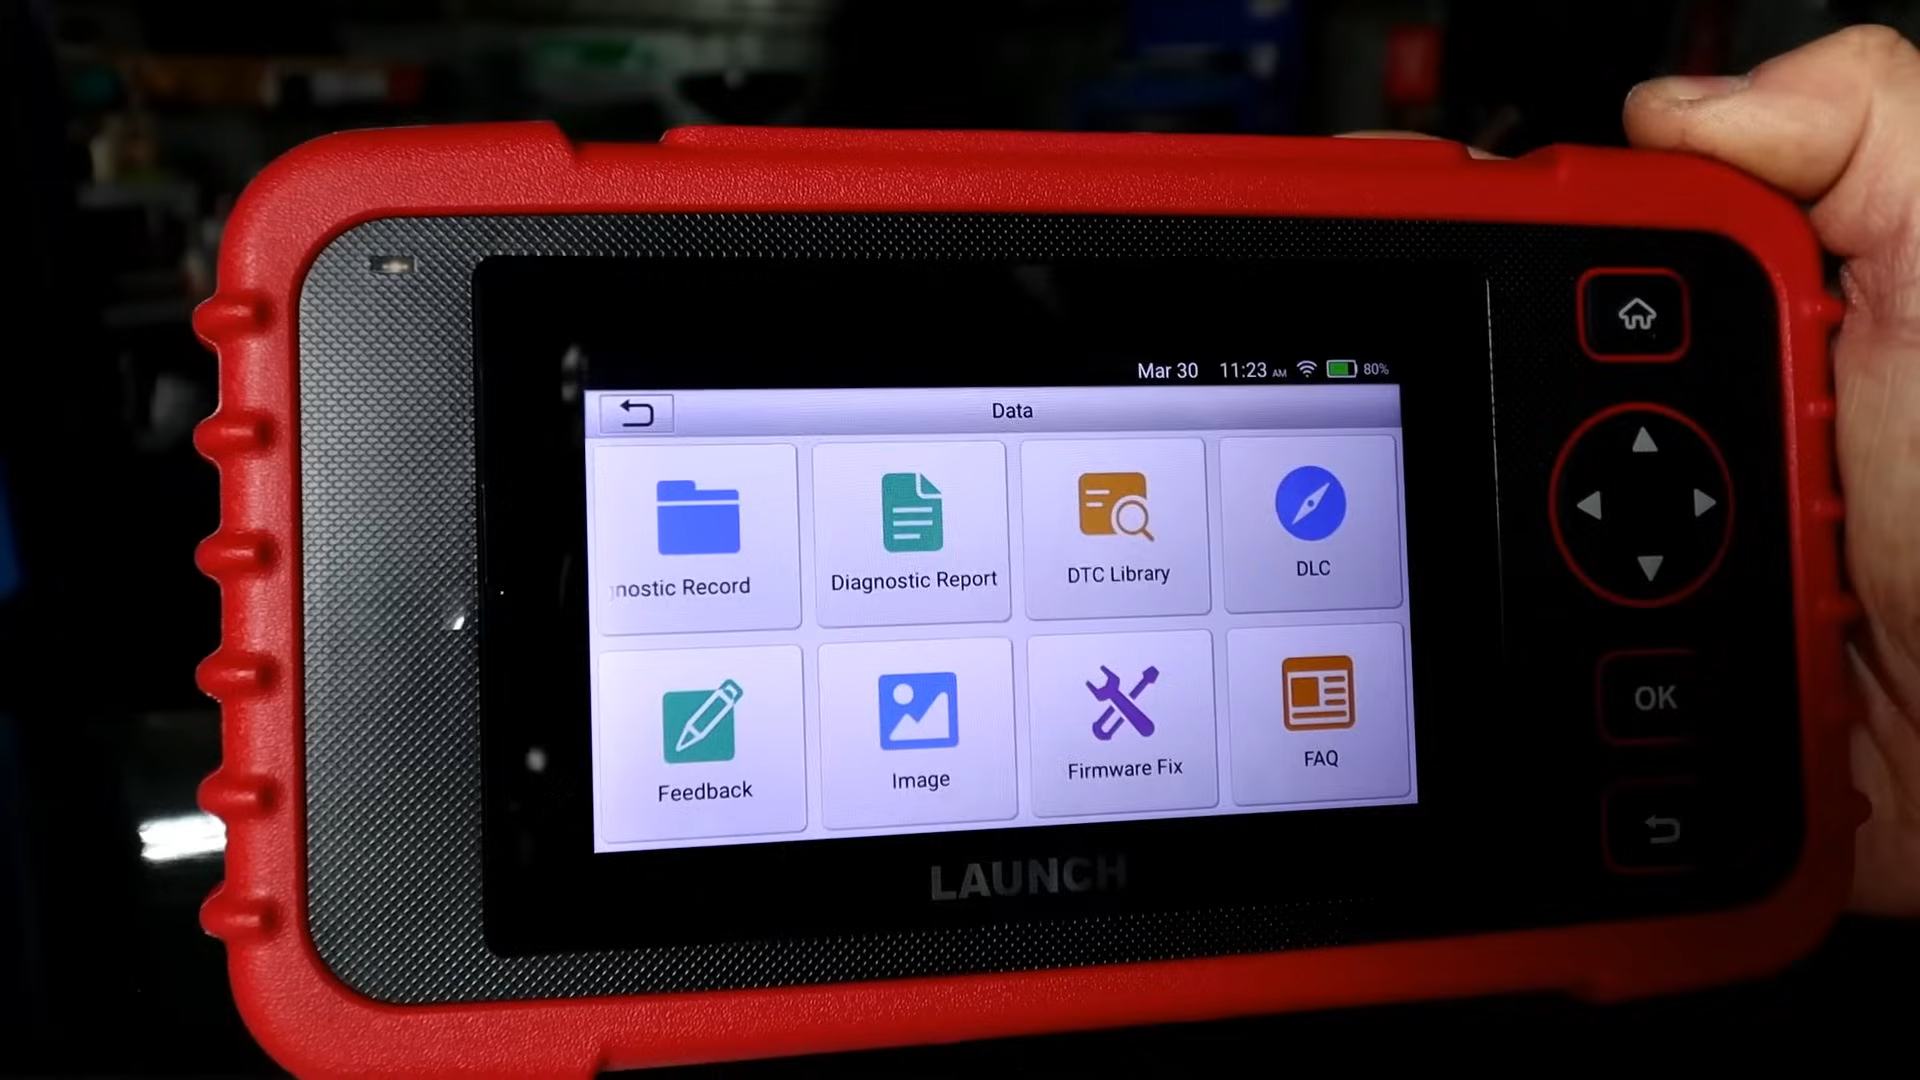 Mar 30 11:23 AM 80%
Data
nostic Record
Diagnostic Report
DTC Library
DLC
Feedback
Image
Firmware Fix
FAQ
OK
LAUNCH